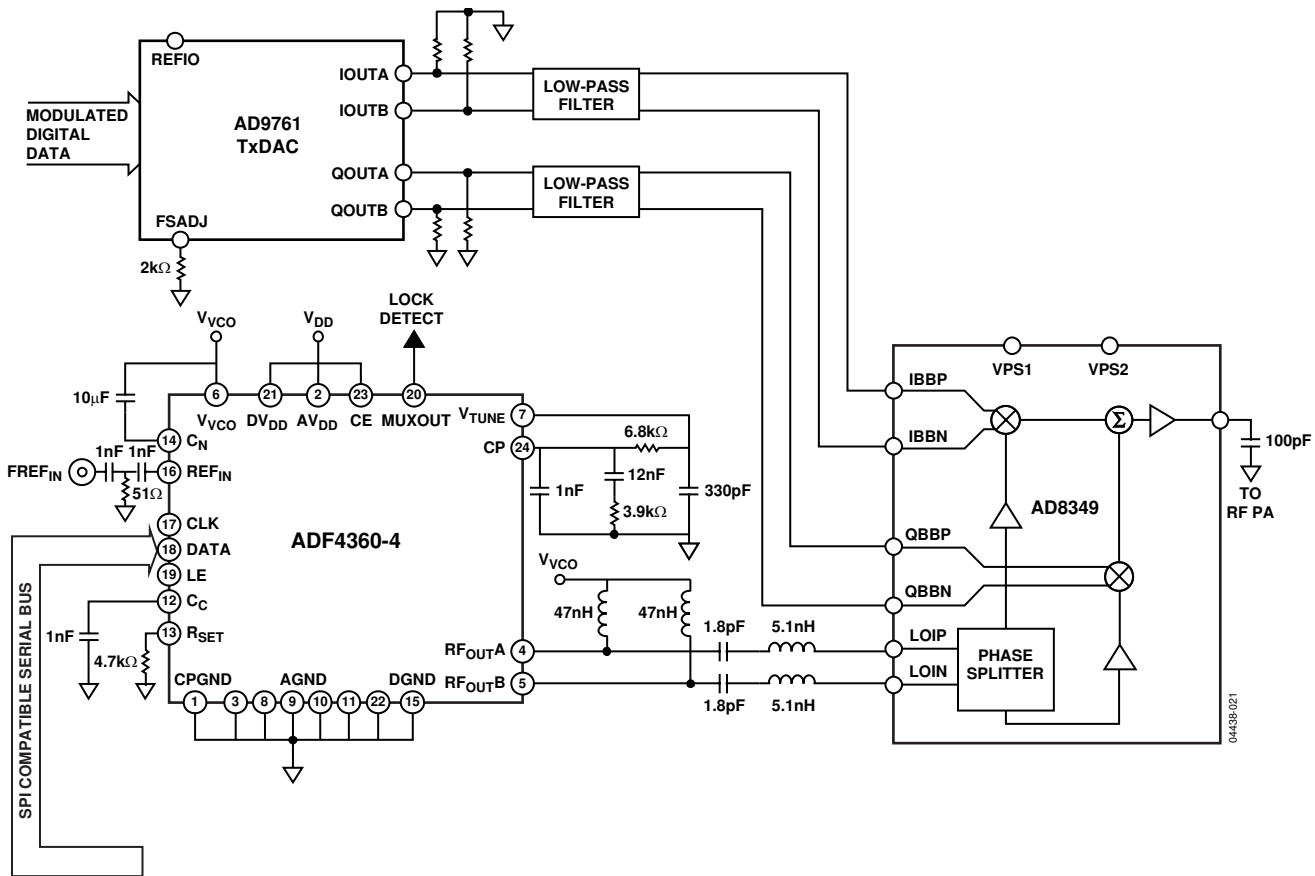 REFIO
IOUTA
IOUTB
MODULATED
DIGITAL
DATA
AD9761
TxDAC
LOW-PASS
FILTER
QOUTA
QOUTB
LOW-PASS
FILTER
FSADJ
2kΩ
LOCK
DETECT
VVCO
VDD
10µF
6
21
2
23
20
VVCO
DVDD
AVDD
CE
MUXOUT
VTUNE
7
14
CN
CP
24
6.8kΩ
1nF
1nF
FREFIN
16
REFIN
51Ω
1nF
12nF
3.9kΩ
330pF
17
CLK
18
DATA
19
LE
ADF4360-4
12
CC
1nF
13
RSET
4.7kΩ
VVCO
47nH
47nH
1.8pF
5.1nH
RFOUTA
4
RFOUTB
5
1.8pF
5.1nH
CPGND
AGND
DGND
1
3
8
9
10
11
22
15
SPI COMPATIBLE SERIAL BUS
VPS1
VPS2
IBBP
IBBN
Σ
100pF
TO
RF PA
AD8349
QBBP
QBBN
LOIP
LOIN
PHASE
SPLITTER
04438-021